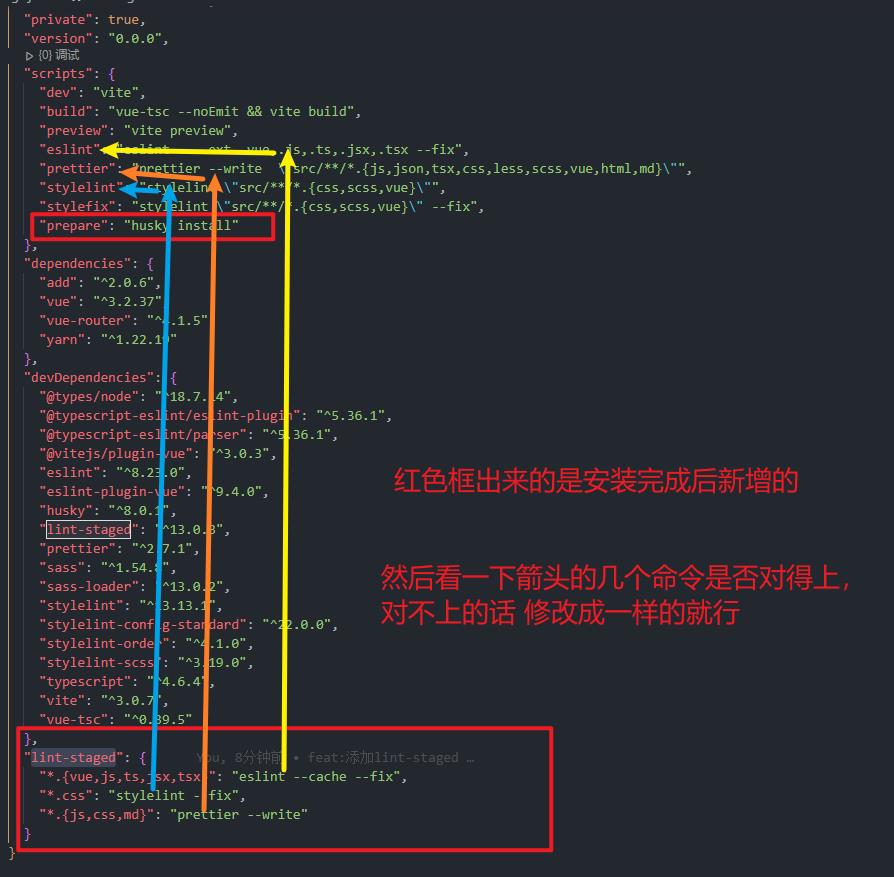 "private": true,
"version": "0.0.0",
▷ {0} 调试
"scripts": {
"dev": "vite",
"build": "vue-tsc --noEmit && vite build",
"preview": "vite preview",
"eslint" eslint ext .vue,.js,.ts,.jsx,.tsx --fix",
"prettier" prettier --write \"src/**/*.{js,json,tsx,css,less,scss,vue,html,md}\"",
"stylelint" "stylelint \"src/**/*.{css,scss,vue}\"",
"stylefix": "stylelint \"src/**/*.{css,scss,vue}\" --fix",
"prepare": "husky install"
},
"dependencies": {
"add": "^2.0.6",
"vue": "^3.2.37"
"vue-router": "^4.1.5"
"yarn": "^1.22.19"
},
"devDependencies": {
"@types/node": "^18.7.14",
"@typescript-eslint/eslint-plugin": "^5.36.1",
"@typescript-eslint/parser": "^5.36.1",
"@vitejs/plugin-vue": "^3.0.3",
"eslint": "^8.23.0",
"eslint-plugin-vue": "^9.4.0",
"husky": "^8.0.1",
"lint-staged": "^13.0.3",
"prettier": "^2.7.1",
"sass": "^1.54.8",
"sass-loader": "^13.0.2",
"stylelint": "^13.13.1",
"stylelint-config-standard": "^22.0.0",
"stylelint-order": "^4.1.0",
"stylelint-scss": "^3.19.0",
"typescript": "^4.6.4",
"vite": "^3.0.7",
"vue-tsc": "^0.39.5"
},
"lint-staged": { You, 8分钟前 • feat:添加lint-staged …
"*.{vue,js,ts,jsx,tsx}": "eslint --cache --fix",
"*.css": "stylelint --fix",
"*.{js,css,md}": "prettier --write"
}
}
红色框出来的是安装完成后新增的
然后看一下箭头的几个命令是否对得上，
对不上的话 修改成一样的就行